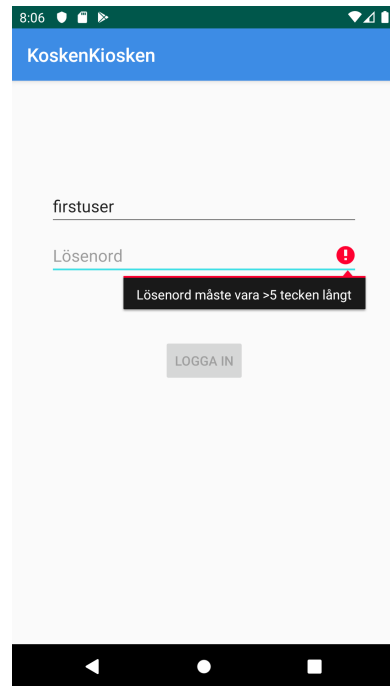 8:06
KoskenKiosken
firstuser
Lösenord
Lösenord måste vara >5 tecken långt
LOGGA IN